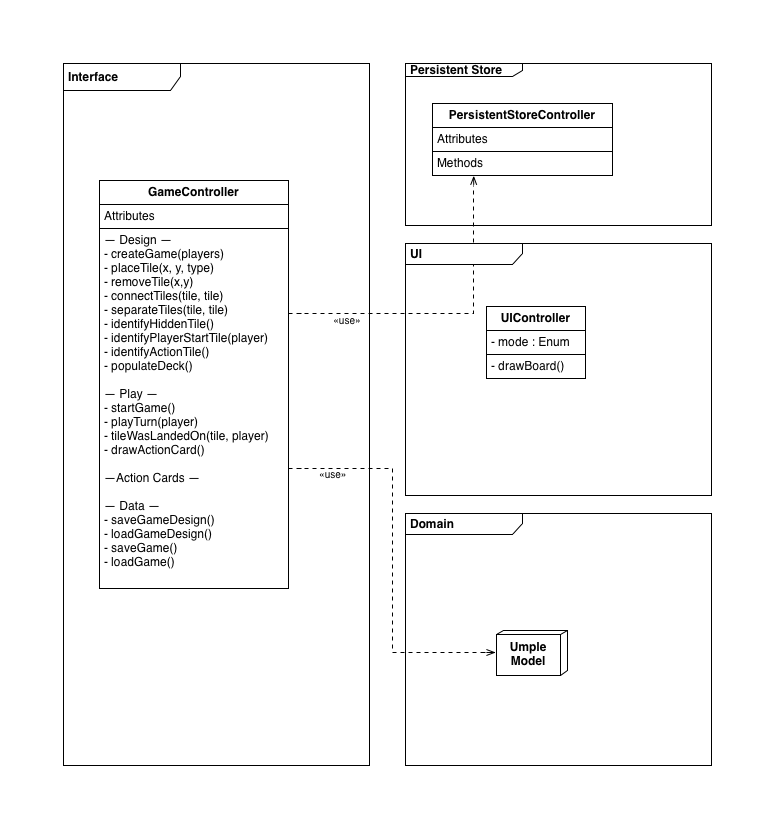 Interface
GameController
Attributes
— Design —
- createGame(players)
- placeTile(x, y, type)
- removeTile(x,y)
- connectTiles(tile, tile)
- separateTiles(tile, tile)
- identifyHiddenTile()
- identifyPlayerStartTile(player)
- identifyActionTile()
- populateDeck()
— Play —
- startGame()
- playTurn(player)
- tileWasLandedOn(tile, player)
- drawActionCard()
—Action Cards —
— Data —
- saveGameDesign()
- loadGameDesign()
- saveGame()
- loadGame()
«use»
«use»
Persistent Store
PersistentStoreController
Attributes
Methods
UI
UIController
- mode : Enum
- drawBoard()
Domain
Umple
Model